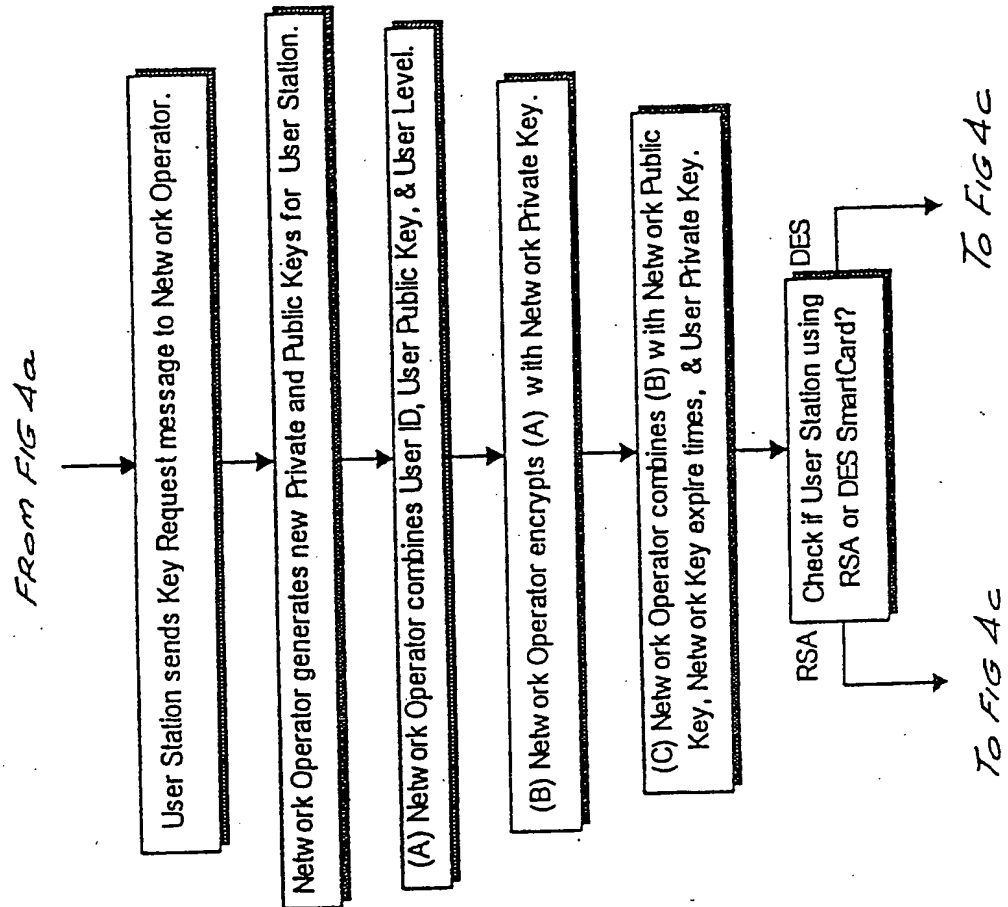 FROM FIG 4a
User Station sends Key Request message to Network Operator.
Network Operator generates new Private and Public Keys for User Station.
(A) Network Operator combines User ID, User Public Key, & User Level.
(B) Network Operator encrypts (A) with Network Private Key.
(C) Network Operator combines (B) with Network Public
Key, Network Key expire times, & User Private Key.
RSA
Check if User Station using
RSA or DES SmartCard?
DES
TO FIG 4c
TO FIG 4c